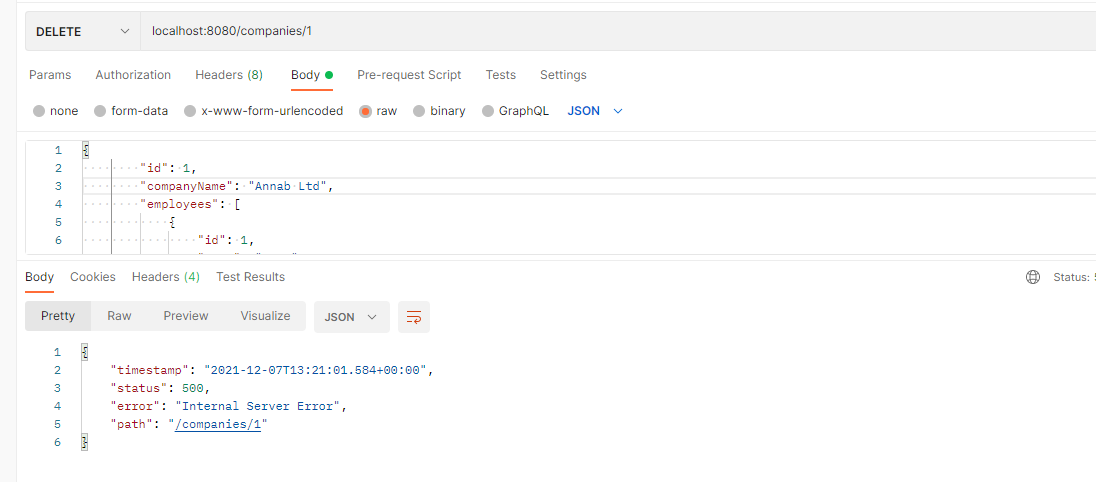 DELETE localhost:8080/companies/1
Params Authorization Headers (8) Body Pre-request Script Tests Settings
none form-data x-www-form-urlencoded raw binary GraphQL JSON
1 {
2 "id": 1,
3 "companyName": "Annab Ltd",
4 "employees": [
5 {
6 "id": 1,
Body Cookies Headers (4) Test Results Status:
Pretty Raw Preview Visualize JSON
1 {
2 "timestamp": "2021-12-07T13:21:01.584+00:00",
3 "status": 500,
4 "error": "Internal Server Error",
5 "path": "/companies/1"
6 }